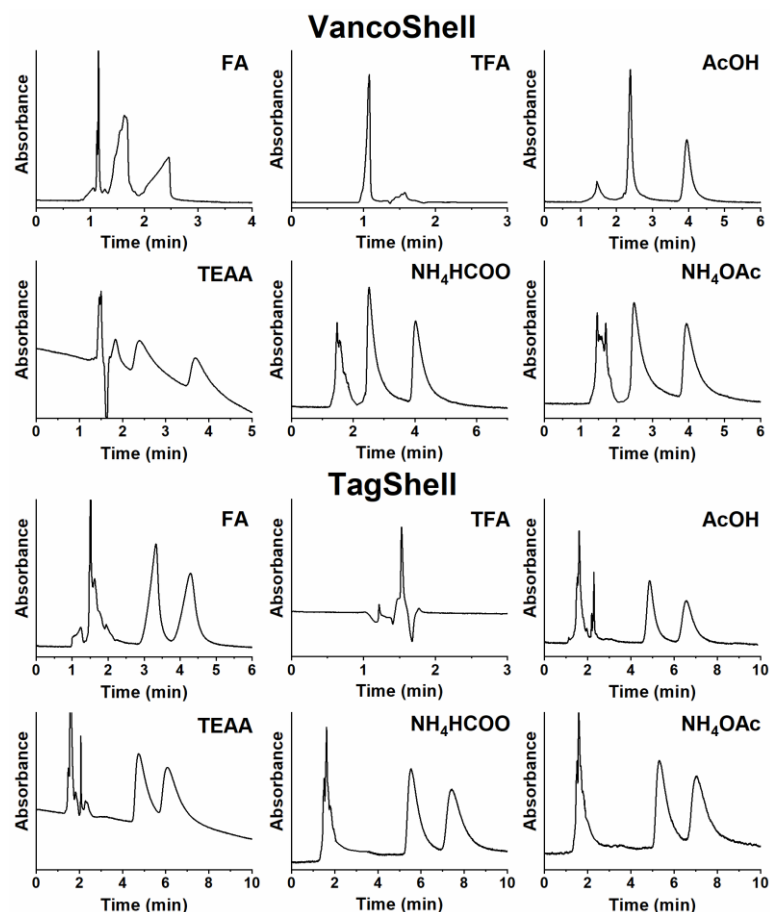 VancoShell
FA
TFA
AcOH
Absorbance
Absorbance
Absorbance
0 1 2 3 4
0 1 2 3
0 1 2 3 4 5 6
Time (min)
Time (min)
Time (min)
TEAA
NH₄HCOO
NH₄OAc
Absorbance
Absorbance
Absorbance
0 1 2 3 4 5
0 2 4 6
0 1 2 3 4 5 6
Time (min)
Time (min)
Time (min)
TagShell
FA
TFA
AcOH
Absorbance
Absorbance
Absorbance
0 1 2 3 4 5 6
0 1 2 3
0 2 4 6 8 10
Time (min)
Time (min)
Time (min)
TEAA
NH₄HCOO
NH₄OAc
Absorbance
Absorbance
Absorbance
0 2 4 6 8 10
0 2 4 6 8 10
0 2 4 6 8 10
Time (min)
Time (min)
Time (min)